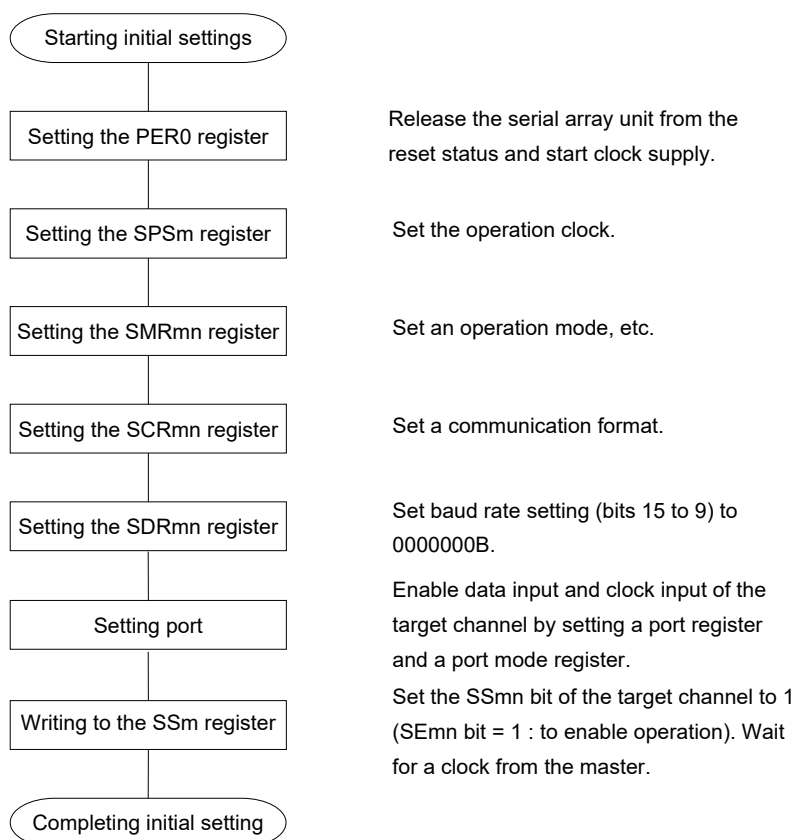 Starting initial settings
Setting the PER0 register
Release the serial array unit from the
reset status and start clock supply.
Setting the SPSm register
Set the operation clock.
Setting the SMRmn register
Set an operation mode, etc.
Setting the SCRmn register
Set a communication format.
Setting the SDRmn register
Set baud rate setting (bits 15 to 9) to
0000000B.
Setting port
Enable data input and clock input of the
target channel by setting a port register
and a port mode register.
Writing to the SSm register
Set the SSmn bit of the target channel to 1
(SEmn bit = 1 : to enable operation). Wait
for a clock from the master.
Completing initial setting